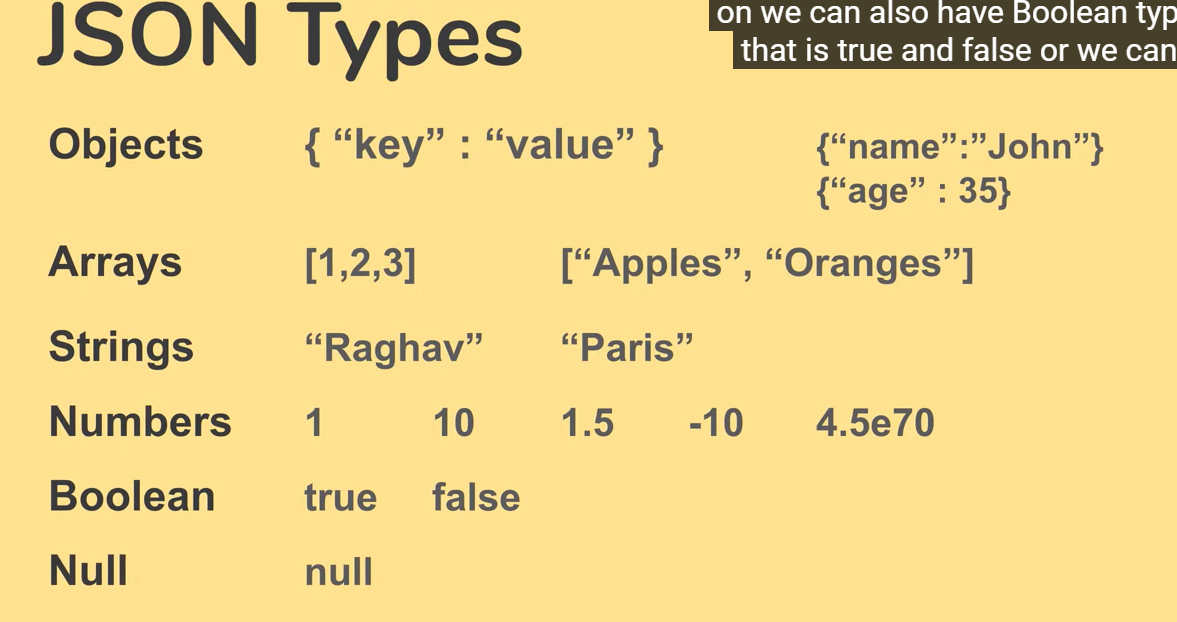 JSON Types
on we can also have Boolean typ
that is true and false or we can
Objects { “key” : “value” } {“name”:”John”}
{“age” : 35}
Arrays [1,2,3] [“Apples”, “Oranges”]
Strings “Raghav” “Paris”
Numbers 1 10 1.5 -10 4.5e70
Boolean true false
Null null